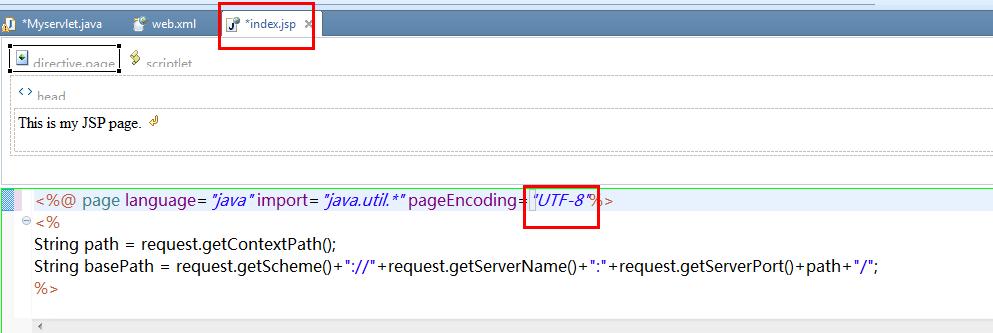 *Myservlet.java web.xml *index.jsp
directive.page scriptlet
head
This is my JSP page.
<%@ page language="java" import="java.util.*" pageEncoding="UTF-8"%>
<%
String path = request.getContextPath();
String basePath = request.getScheme()+"://"+request.getServerName()+":"+request.getServerPort()+path+"/";
%>